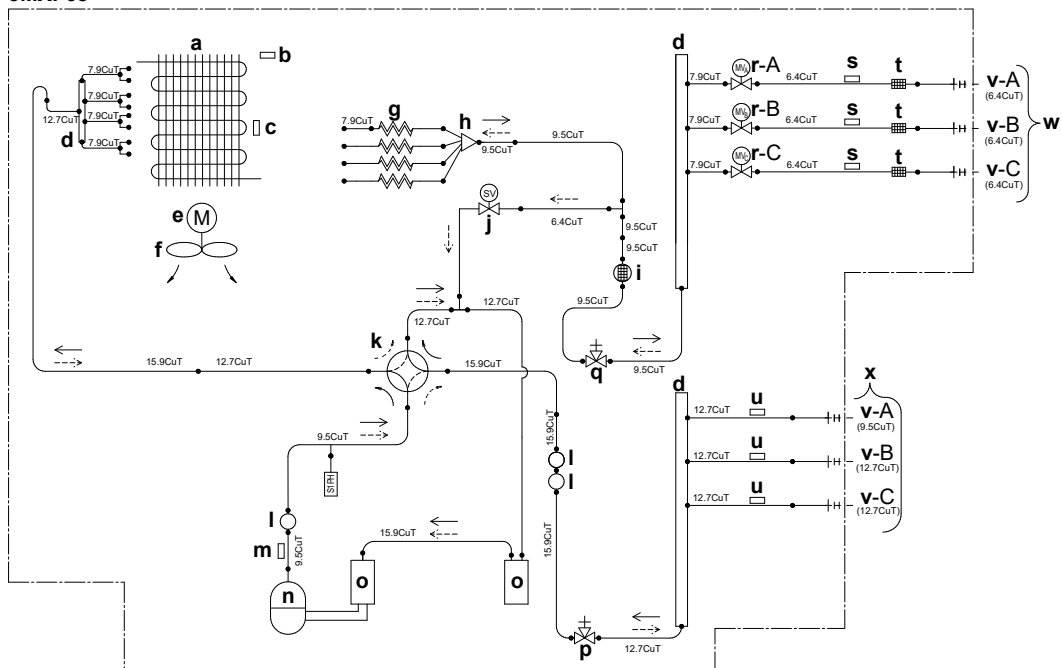 a
b
d
7.9CuT
r-A
s
t
7.9CuT
6.4CuT
v-A
(6.4CuT)
7.9CuT
g
h
9.5CuT
12.7CuT
7.9CuT
c
7.9CuT
r-B
s
t
w
d
7.9CuT
9.5CuT
7.9CuT
6.4CuT
v-B
(6.4CuT)
r-C
s
t
7.9CuT
6.4CuT
v-C
(6.4CuT)
SV
e
M
j
6.4CuT
9.5CuT
f
9.5CuT
i
12.7CuT
9.5CuT
12.7CuT
k
15.9CuT
12.7CuT
15.9CuT
q
9.5CuT
x
d
u
12.7CuT
v-A
(9.5CuT)
9.5CuT
15.9CuT
u
12.7CuT
v-B
(12.7CuT)
l
S1PH
l
u
12.7CuT
v-C
(12.7CuT)
l
m
9.5CuT
15.9CuT
15.9CuT
n
o
o
p
12.7CuT